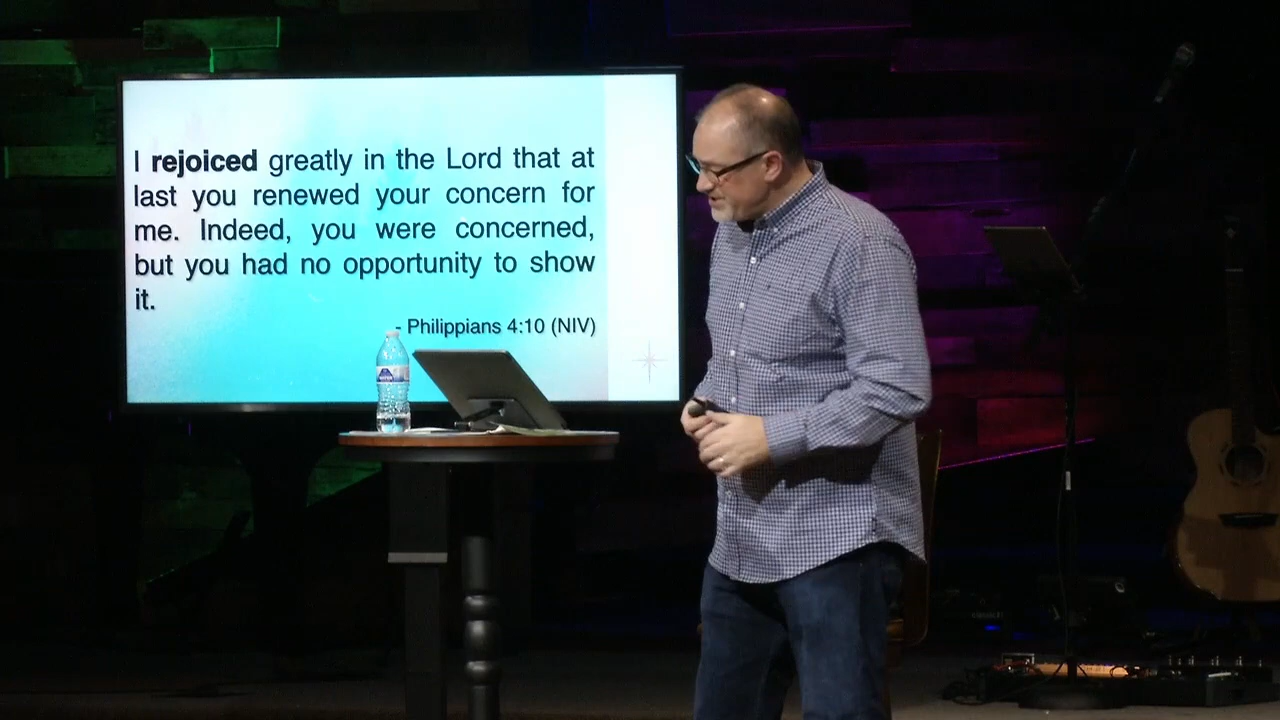 I rejoiced greatly in the Lord that at
last you renewed your concern for
me. Indeed, you were concerned,
but you had no opportunity to show
it.
- Philippians 4:10 (NIV)